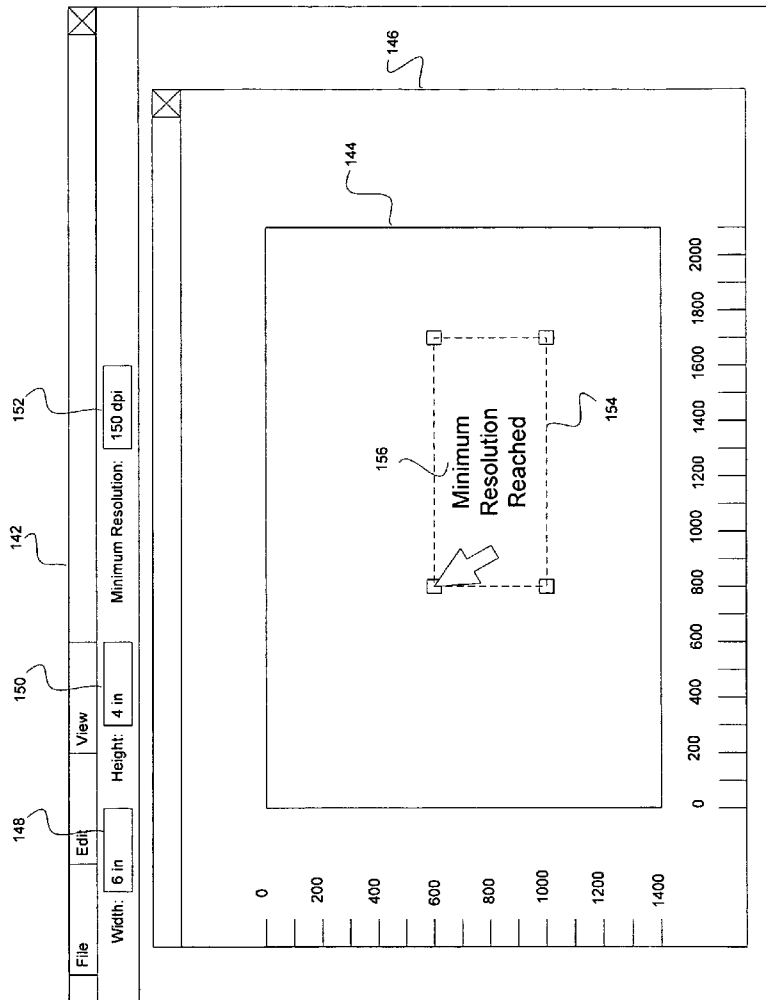 142
152
150
148
File Edit View
Width: 6 in Height: 4 in Minimum Resolution: 150 dpi
146
144
156
Minimum
Resolution
Reached
154
0
200
400
600
800
1000
1200
1400
0 200 400 600 800 1000 1200 1400 1600 1800 2000